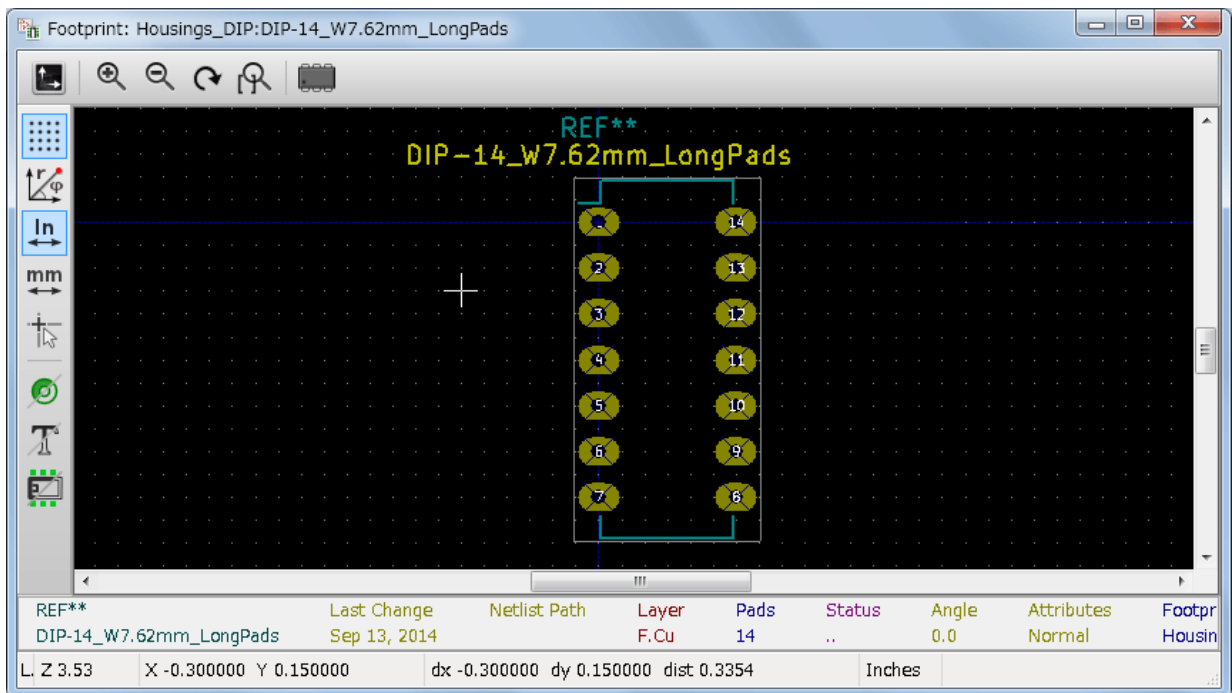 Footprint: Housings_DIP:DIP-14_W7.62mm_LongPads
In
mm
REF**
DIP-14_W7.62mm_LongPads
1 14
2 13
3 12
4 11
5 10
6 9
7 8
REF** Last Change Netlist Path Layer Pads Status Angle Attributes Footpr
DIP-14_W7.62mm_LongPads Sep 13, 2014 F.Cu 14 .. 0.0 Normal Housin
L. Z 3.53 X -0.300000 Y 0.150000 dx -0.300000 dy 0.150000 dist 0.3354 Inches